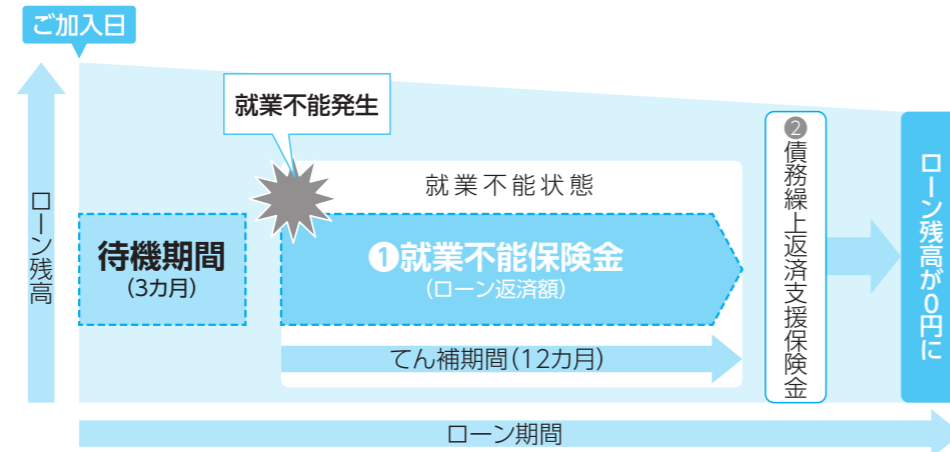 ご加入日
就業不能発生
就業不能状態
ローン残高
待機期間
(3カ月)
❶就業不能保険金
(ローン返済額)
てん補期間(12カ月)
❷債務繰上返済支援保険金
ローン残高が0円に
ローン期間